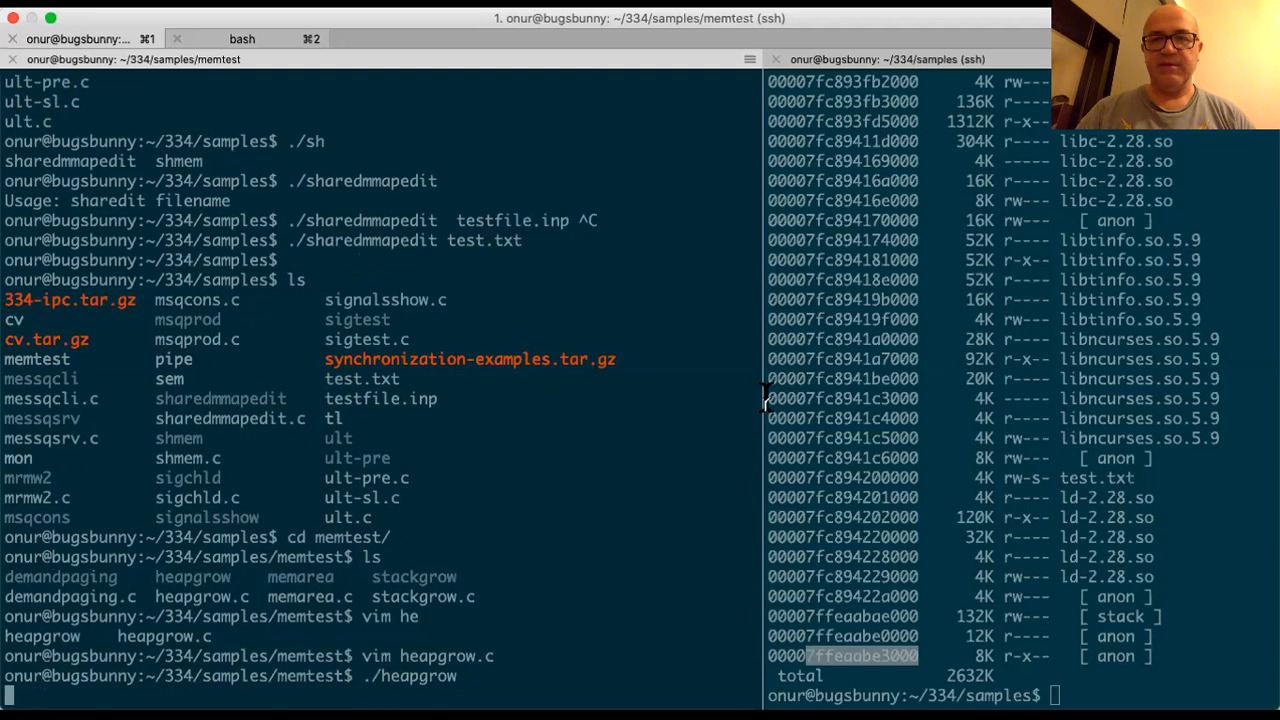 1. onur@bugsbunny: ~/334/samples/memtest (ssh)
onur@bugsbunny:... ⌘1 bash ⌘2
onur@bugsbunny: ~/334/samples/memtest
ult-pre.c
ult-sl.c
ult.c
onur@bugsbunny:~/334/samples$ ./sh
sharedmmapedit shmem
onur@bugsbunny:~/334/samples$ ./sharedmmapedit
Usage: sharedit filename
onur@bugsbunny:~/334/samples$ ./sharedmmapedit  testfile.inp ^C
onur@bugsbunny:~/334/samples$ ./sharedmmapedit test.txt
onur@bugsbunny:~/334/samples$
onur@bugsbunny:~/334/samples$ ls
334-ipc.tar.gz msqcons.c signalsshow.c
cv msqprod sigtest
cv.tar.gz msqprod.c sigtest.c
memtest pipe synchronization-examples.tar.gz
messqcli sem test.txt
messqcli.c sharedmmapedit testfile.inp
messqsrv sharedmmapedit.c tl
messqsrv.c shmem ult
mon shmem.c ult-pre
mrmw2 sigchld ult-pre.c
mrmw2.c sigchld.c ult-sl.c
msqcons signalsshow ult.c
onur@bugsbunny:~/334/samples$ cd memtest/
onur@bugsbunny:~/334/samples/memtest$ ls
demandpaging heapgrow memarea stackgrow
demandpaging.c heapgrow.c memarea.c stackgrow.c
onur@bugsbunny:~/334/samples/memtest$ vim he
heapgrow heapgrow.c
onur@bugsbunny:~/334/samples/memtest$ vim heapgrow.c
onur@bugsbunny:~/334/samples/memtest$ ./heapgrow
onur@bugsbunny: ~/334/samples (ssh)
00007fc893fb2000 4K rw---
00007fc893fb3000 136K r----
00007fc893fd5000 1312K r-x--
00007fc89411d000 304K r---- libc-2.28.so
00007fc894169000 4K ----- libc-2.28.so
00007fc89416a000 16K r---- libc-2.28.so
00007fc89416e000 8K rw--- libc-2.28.so
00007fc894170000 16K rw--- [ anon ]
00007fc894174000 52K r---- libtinfo.so.5.9
00007fc894181000 52K r-x-- libtinfo.so.5.9
00007fc89418e000 52K r---- libtinfo.so.5.9
00007fc89419b000 16K r---- libtinfo.so.5.9
00007fc89419f000 4K rw--- libtinfo.so.5.9
00007fc8941a0000 28K r---- libncurses.so.5.9
00007fc8941a7000 92K r-x-- libncurses.so.5.9
00007fc8941be000 20K r---- libncurses.so.5.9
00007fc8941c3000 4K ----- libncurses.so.5.9
00007fc8941c4000 4K r---- libncurses.so.5.9
00007fc8941c5000 4K rw--- libncurses.so.5.9
00007fc8941c6000 8K rw--- [ anon ]
00007fc894200000 4K rw-s- test.txt
00007fc894201000 4K r---- ld-2.28.so
00007fc894202000 120K r-x-- ld-2.28.so
00007fc894220000 32K r---- ld-2.28.so
00007fc894228000 4K r---- ld-2.28.so
00007fc894229000 4K rw--- ld-2.28.so
00007fc89422a000 4K rw--- [ anon ]
00007ffeaabae000 132K rw--- [ stack ]
00007ffeaabe0000 12K r---- [ anon ]
00007ffeaabe3000 8K r-x-- [ anon ]
total 2632K
onur@bugsbunny:~/334/samples$